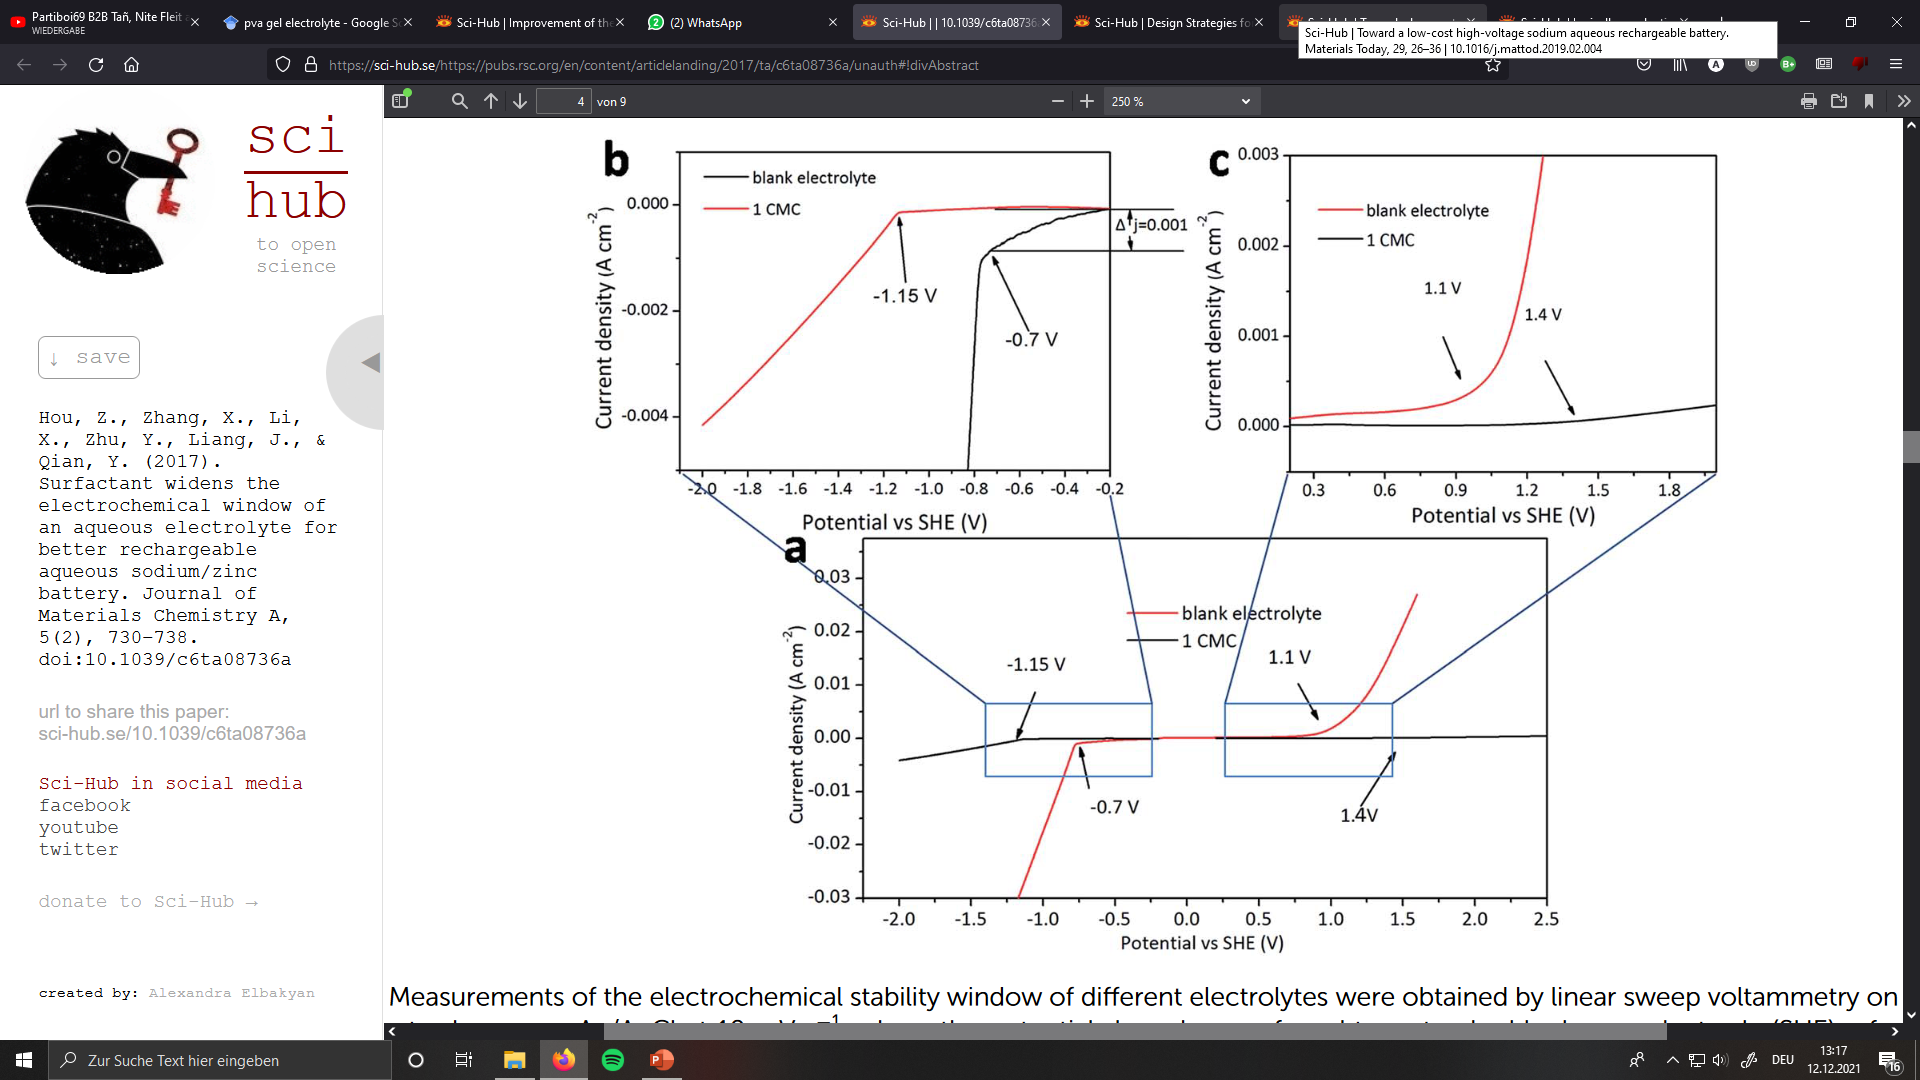 Partiboi69 B2B Tañ, Nite Fleit
WIEDERGABE
pva gel electrolyte - Google Sc
Sci-Hub | Improvement of the
(2) WhatsApp
Sci-Hub | | 10.1039/c6ta08736
Sci-Hub | Design Strategies fo
Sci-Hub | Toward a low-cost high-voltage sodium aqueous rechargeable battery.
Materials Today, 29, 26–36 | 10.1016/j.mattod.2019.02.004
https://sci-hub.se/https://pubs.rsc.org/en/content/articlelanding/2017/ta/c6ta08736a/unauth#!divAbstract
4 von 9
250 %
sci
hub
to open
science
↓ save
Hou, Z., Zhang, X., Li,
X., Zhu, Y., Liang, J., &
Qian, Y. (2017).
Surfactant widens the
electrochemical window of
an aqueous electrolyte for
better rechargeable
aqueous sodium/zinc
battery. Journal of
Materials Chemistry A,
5(2), 730–738.
doi:10.1039/c6ta08736a
url to share this paper:
sci-hub.se/10.1039/c6ta08736a
Sci-Hub in social media
facebook
youtube
twitter
donate to Sci-Hub →
created by: Alexandra Elbakyan
b
blank electrolyte
1 CMC
Δ j=0.001
-1.15 V
-0.7 V
0.000
-0.002
-0.004
Current density (A cm-2)
-2.0 -1.8 -1.6 -1.4 -1.2 -1.0 -0.8 -0.6 -0.4 -0.2
Potential vs SHE (V)
c
blank electrolyte
1 CMC
1.1 V
1.4 V
0.003
0.002
0.001
0.000
Current density (A cm-2)
0.3 0.6 0.9 1.2 1.5 1.8
Potential vs SHE (V)
a
blank electrolyte
1 CMC
-1.15 V
1.1 V
-0.7 V
1.4V
0.03
0.02
0.01
0.00
-0.01
-0.02
-0.03
Current density (A cm-2)
-2.0 -1.5 -1.0 -0.5 0.0 0.5 1.0 1.5 2.0 2.5
Potential vs SHE (V)
Measurements of the electrochemical stability window of different electrolytes were obtained by linear sweep voltammetry on
Zur Suche Text hier eingeben
DEU
13:17
12.12.2021
16